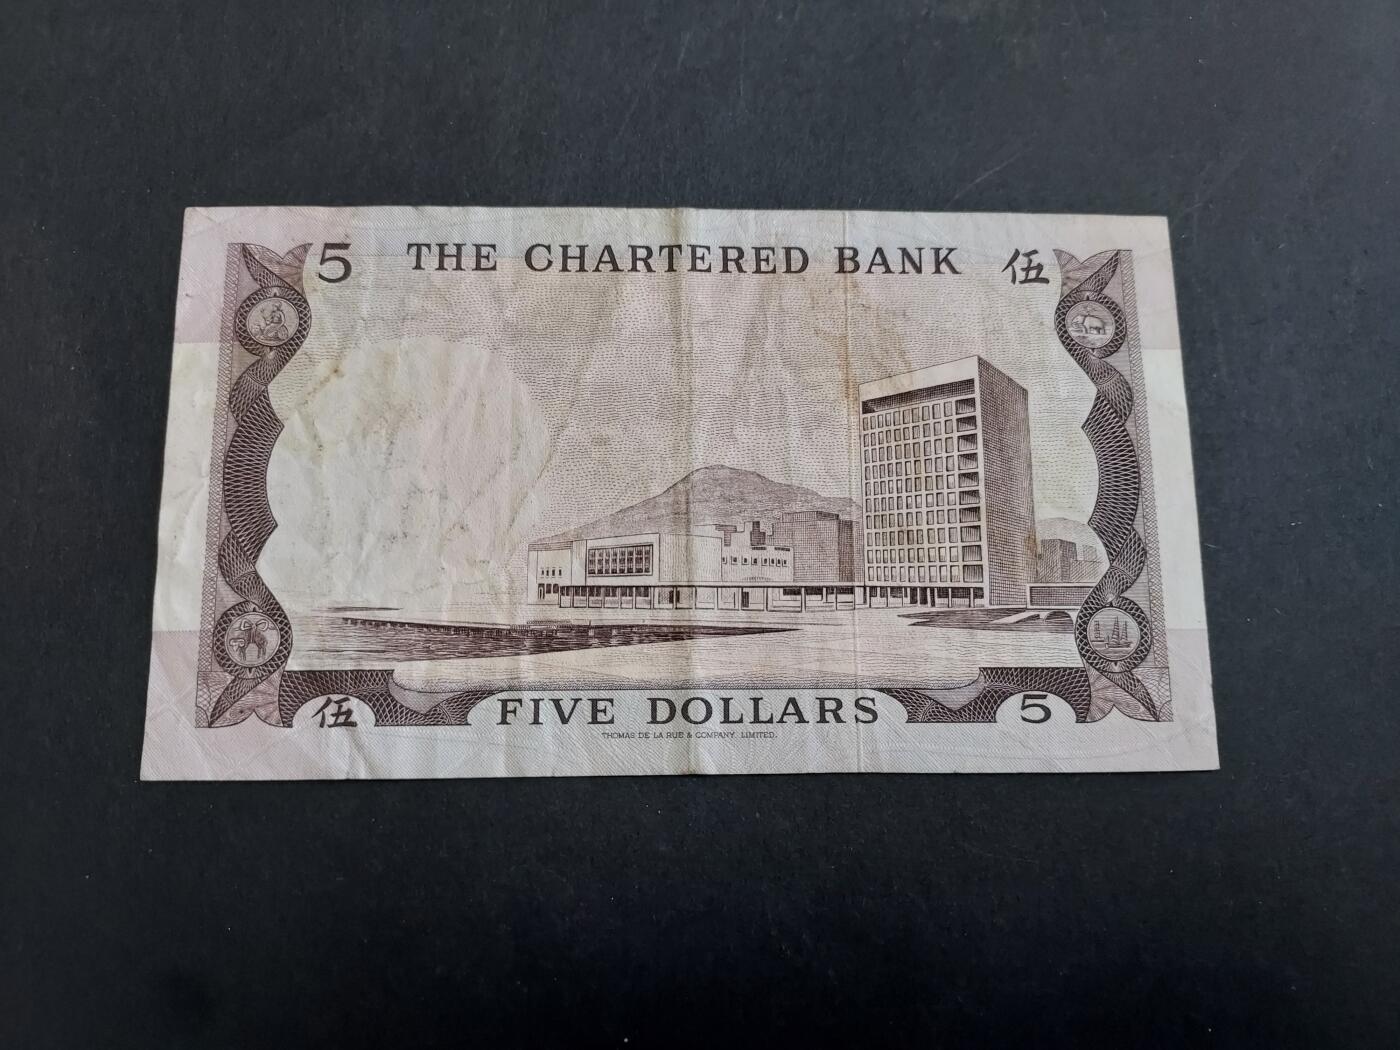 5 THE CHARTERED BANK 伍
伍 FIVE DOLLARS 5
THOMAS DE LA RUE & COMPANY, LIMITED.